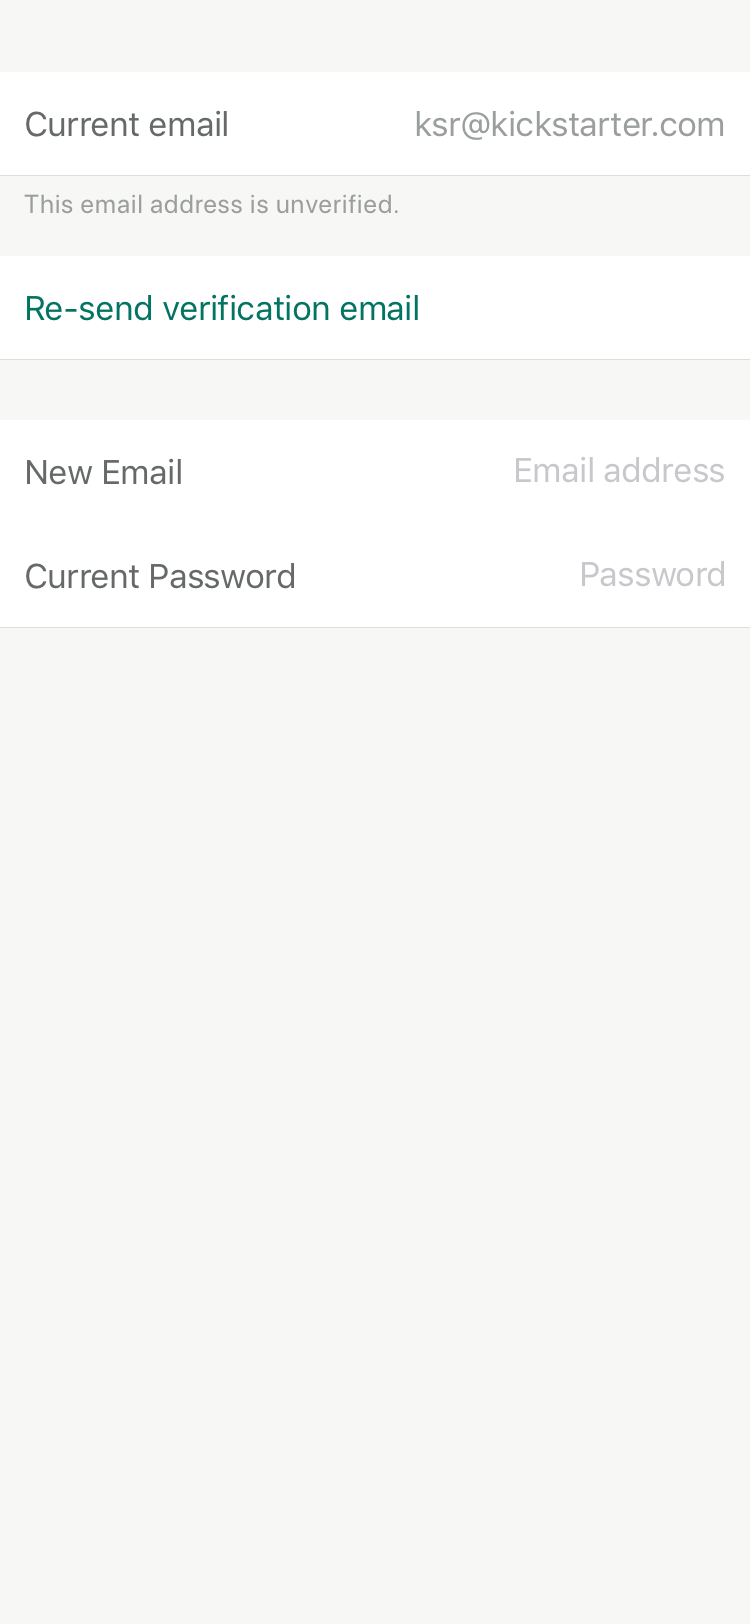 Current email ksr@kickstarter.com
This email address is unverified.
Re-send verification email
New Email Email address
Current Password Password